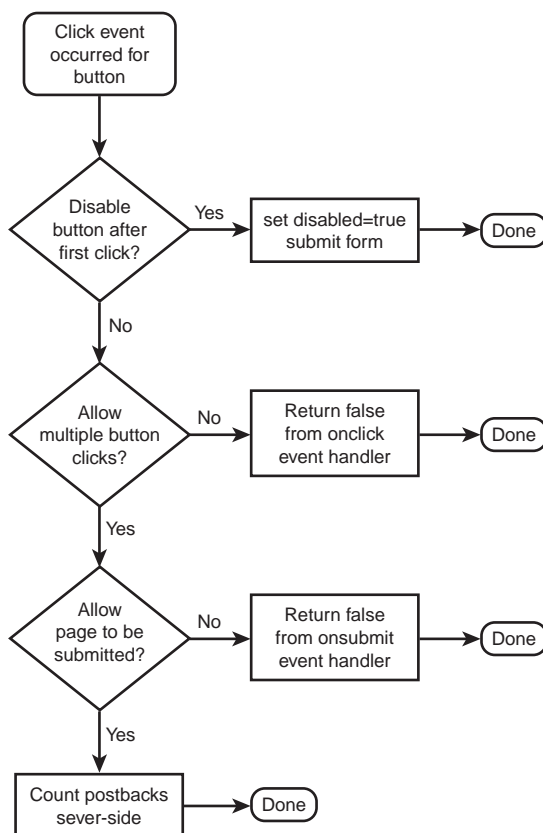 Click event
occurred for
button
Disable
button after
first click?
Yes
set disabled=true
submit form
Done
No
Allow
multiple button
clicks?
No
Return false
from onclick
event handler
Done
Yes
Allow
page to be
submitted?
No
Return false
from onsubmit
event handler
Done
Yes
Count postbacks
sever-side
Done